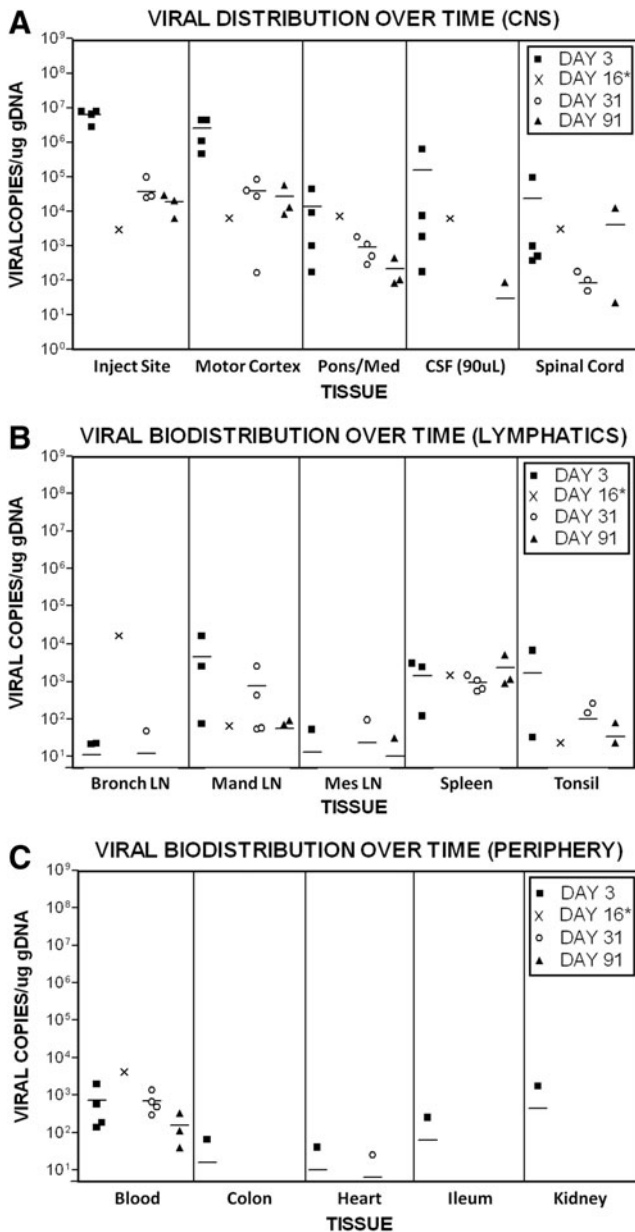 A
VIRAL DISTRIBUTION OVER TIME (CNS)
VIRALCOPIES/ug gDNA
10⁹
10⁸
10⁷
10⁶
10⁵
10⁴
10³
10²
10¹
10⁰
DAY 3
DAY 16*
DAY 31
DAY 91
Inject Site Motor Cortex Pons/Med CSF (90uL) Spinal Cord
TISSUE
B
VIRAL BIODISTRIBUTION OVER TIME (LYMPHATICS)
VIRAL COPIES/ug gDNA
10⁹
10⁸
10⁷
10⁶
10⁵
10⁴
10³
10²
10¹
DAY 3
DAY 16*
DAY 31
DAY 91
Bronch LN Mand LN Mes LN Spleen Tonsil
TISSUE
C
VIRAL BIODISTRIBUTION OVER TIME (PERIPHERY)
VIRAL COPIES/ug gDNA
10⁹
10⁸
10⁷
10⁶
10⁵
10⁴
10³
10²
10¹
DAY 3
DAY 16*
DAY 31
DAY 91
Blood Colon Heart Ileum Kidney
TISSUE